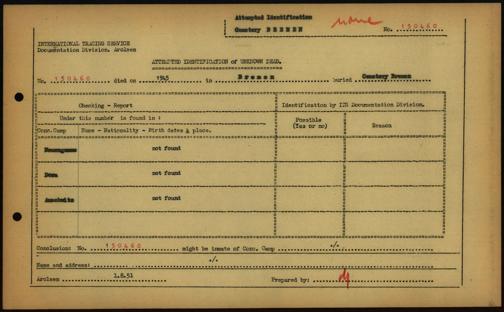 Attempted Identification
Cemetery BREMEN
None
No. 150460
INTERNATIONAL TRACING SERVICE
Documentation Division, Arolsen
ATTEMPTED IDENTIFICATION of UNKNOWN DEAD.
No. 150460 died on 1945 in Bremen buried Cemetery Bremen
Checking - Report
Identification by ITS Documentation Division.
Under this number is found in :
Possible (Yes or no)
Reason
Conc.Camp
Name - Nationality - Birth dates & place.
Neuengamme not found
Dora not found
Auschwitz not found
Conclusion: No. 150460 might be inmate of Conc. Camp ./.
Name and address: ./.
Arolsen 1.8.51 Prepared by: